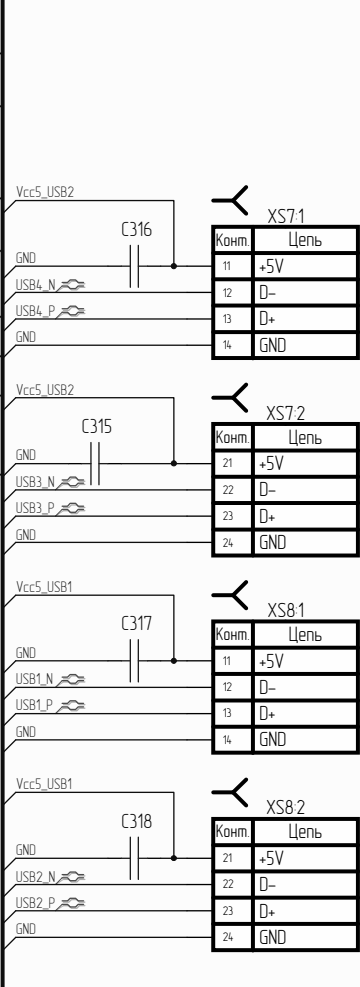 Vcc5_USB2
C316
XS7:1
Конт. Цепь
GND 11 +5V
USB4_N 12 D-
USB4_P 13 D+
GND 14 GND
Vcc5_USB2
C315
XS7:2
Конт. Цепь
GND 21 +5V
USB3_N 22 D-
USB3_P 23 D+
GND 24 GND
Vcc5_USB1
C317
XS8:1
Конт. Цепь
GND 11 +5V
USB1_N 12 D-
USB1_P 13 D+
GND 14 GND
Vcc5_USB1
C318
XS8:2
Конт. Цепь
GND 21 +5V
USB2_N 22 D-
USB2_P 23 D+
GND 24 GND